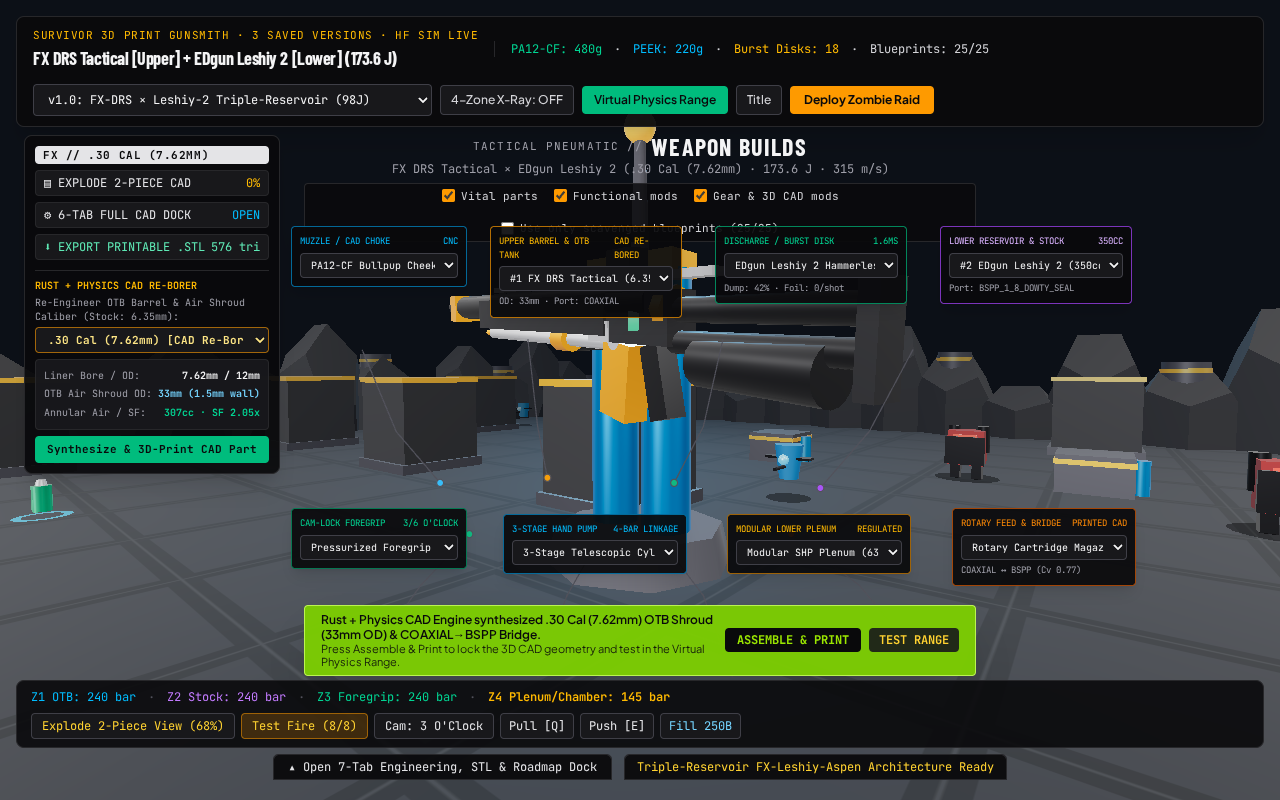 SURVIVOR 3D PRINT GUNSMITH · 3 SAVED VERSIONS · HF SIM LIVE
FX DRS Tactical [Upper] + EDgun Leshiy 2 [Lower] (173.6 J)
PA12-CF: 480g · PEEK: 220g · Burst Disks: 18 · Blueprints: 25/25
v1.0: FX-DRS × Leshiy-2 Triple-Reservoir (98J)
4-Zone X-Ray: OFF
Virtual Physics Range
Title
Deploy Zombie Raid
FX // .30 CAL (7.62MM)
EXPLODE 2-PIECE CAD 0%
6-TAB FULL CAD DOCK OPEN
EXPORT PRINTABLE .STL 576 tri
RUST + PHYSICS CAD RE-BORER
Re-Engineer OTB Barrel & Air Shroud
Caliber (Stock: 6.35mm):
.30 Cal (7.62mm) [CAD Re-Bor
Liner Bore / OD: 7.62mm / 12mm
OTB Air Shroud OD: 33mm (1.5mm wall)
Annular Air / SF: 307cc · SF 2.05x
Synthesize & 3D-Print CAD Part
TACTICAL PNEUMATIC // WEAPON BUILDS
FX DRS Tactical × EDgun Leshiy 2 (.30 Cal (7.62mm) · 173.6 J · 315 m/s)
Vital parts
Functional mods
Gear & 3D CAD mods
MUZZLE / CAD CHOKE CNC
PA12-CF Bullpup Cheek
UPPER BARREL & OTB TANK
CAD RE-BORED
#1 FX DRS Tactical (6.35
OD: 33mm · Port: COAXIAL
DISCHARGE / BURST DISK 1.6MS
EDgun Leshiy 2 Hammerles
Dump: 42% · Foil: 0/shot
LOWER RESERVOIR & STOCK 350CC
#2 EDgun Leshiy 2 (350cc
Port: BSPP_1_8_DOWTY_SEAL
CAM-LOCK FOREGRIP 3/6 O'CLOCK
Pressurized Foregrip
3-STAGE HAND PUMP 4-BAR LINKAGE
3-Stage Telescopic Cyl
MODULAR LOWER PLENUM REGULATED
Modular SHP Plenum (63
ROTARY FEED & BRIDGE PRINTED CAD
Rotary Cartridge Magaz
COAXIAL ↔ BSPP (Cv 0.77)
Rust + Physics CAD Engine synthesized .30 Cal (7.62mm) OTB Shroud
(33mm OD) & COAXIAL→BSPP Bridge.
Press Assemble & Print to lock the 3D CAD geometry and test in the Virtual
Physics Range.
ASSEMBLE & PRINT
TEST RANGE
Z1 OTB: 240 bar · Z2 Stock: 240 bar · Z3 Foregrip: 240 bar · Z4 Plenum/Chamber: 145 bar
Explode 2-Piece View (68%)
Test Fire (8/8)
Cam: 3 O'Clock
Pull [Q]
Push [E]
Fill 250B
▴ Open 7-Tab Engineering, STL & Roadmap Dock
Triple-Reservoir FX-Leshiy-Aspen Architecture Ready